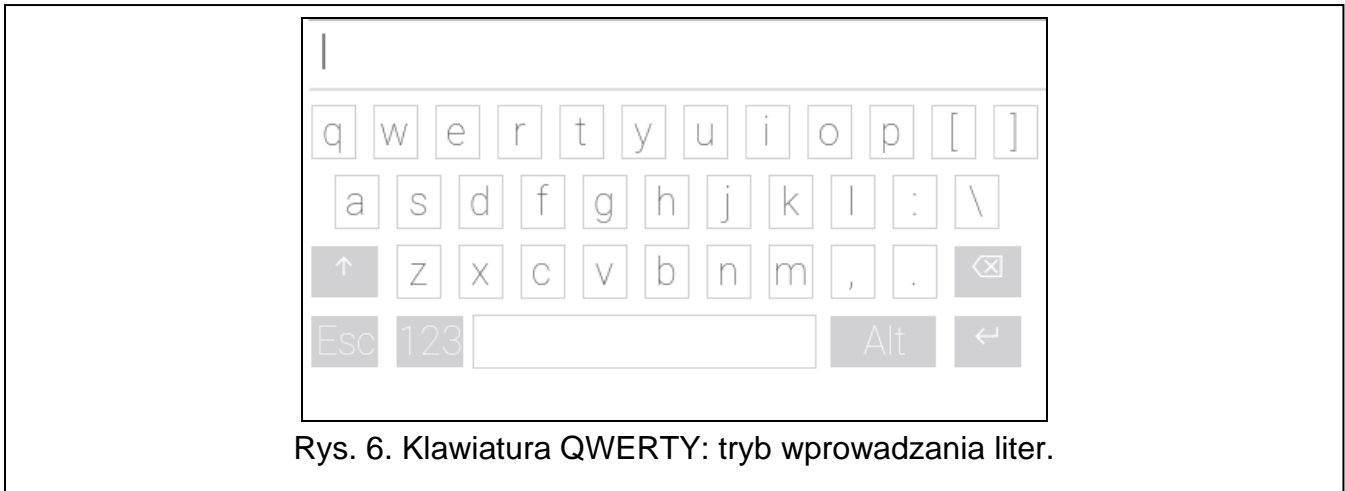 q w e r t y u i o p [ ]
a s d f g h j k l : \
↑ z x c v b n m , . ⌫
Esc 123 Alt ↵
Rys. 6. Klawiatura QWERTY: tryb wprowadzania liter.